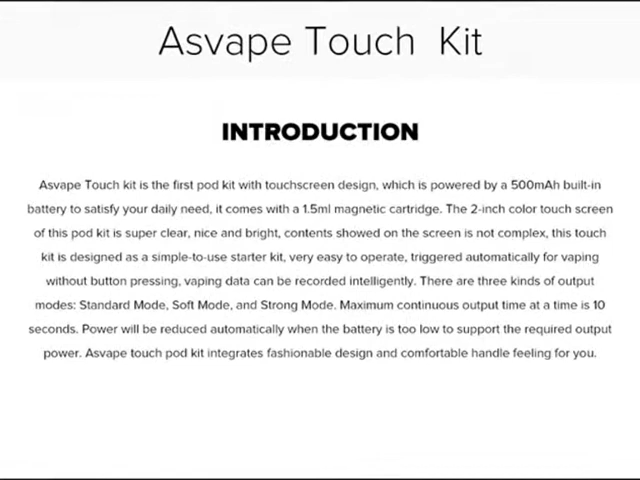 Asvape Touch Kit
INTRODUCTION
Asvape Touch kit is the first pod kit with touchscreen design, which is powered by a 500mAh built-in
battery to satisfy your daily need, it comes with a 1.5ml magnetic cartridge. The 2-inch color touch screen
of this pod kit is super clear, nice and bright, contents showed on the screen is not complex, this touch
kit is designed as a simple-to-use starter kit, very easy to operate, triggered automatically for vaping
without button pressing, vaping data can be recorded intelligently. There are three kinds of output
modes: Standard Mode, Soft Mode, and Strong Mode. Maximum continuous output time at a time is 10
seconds. Power will be reduced automatically when the battery is too low to support the required output
power. Asvape touch pod kit integrates fashionable design and comfortable handle feeling for you.